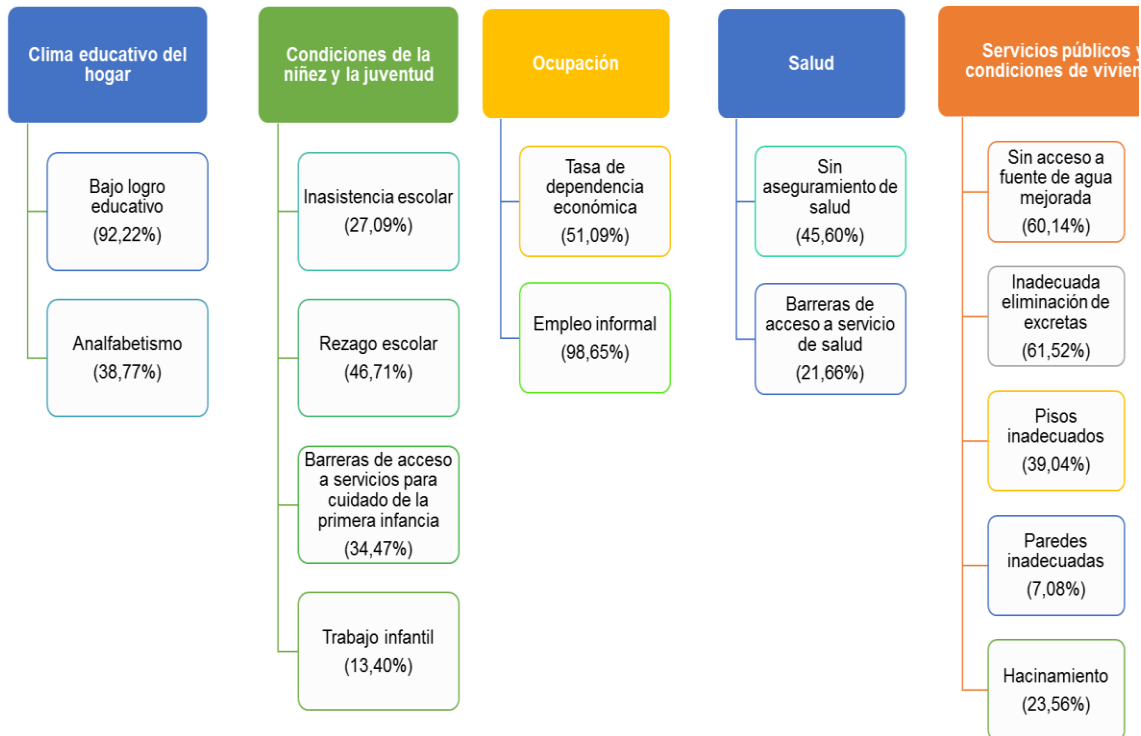 Clima educativo del
hogar
Bajo logro
educativo
(92,22%)
Analfabetismo
(38,77%)
Condiciones de la
niñez y la juventud
Inasistencia escolar
(27,09%)
Rezago escolar
(46,71%)
Barreras de acceso
a servicios para
cuidado de la
primera infancia
(34,47%)
Trabajo infantil
(13,40%)
Ocupación
Tasa de
dependencia
económica
(51,09%)
Empleo informal
(98,65%)
Salud
Sin
aseguramiento de
salud
(45,60%)
Barreras de
acceso a servicio
de salud
(21,66%)
Servicios públicos y
condiciones de
Sin acceso a
fuente de agua
mejorada
(60,14%)
Inadecuada
eliminación de
excretas
(61,52%)
Pisos
inadecuados
(39,04%)
Paredes
inadecuadas
(7,08%)
Hacinamiento
(23,56%)